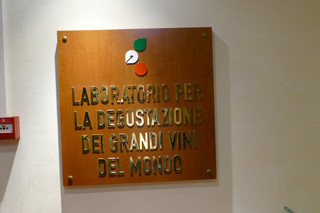 LABORATORIO PER
LA DEGUSTAZIONE
DEI GRANDI VINI
DEL MONDO